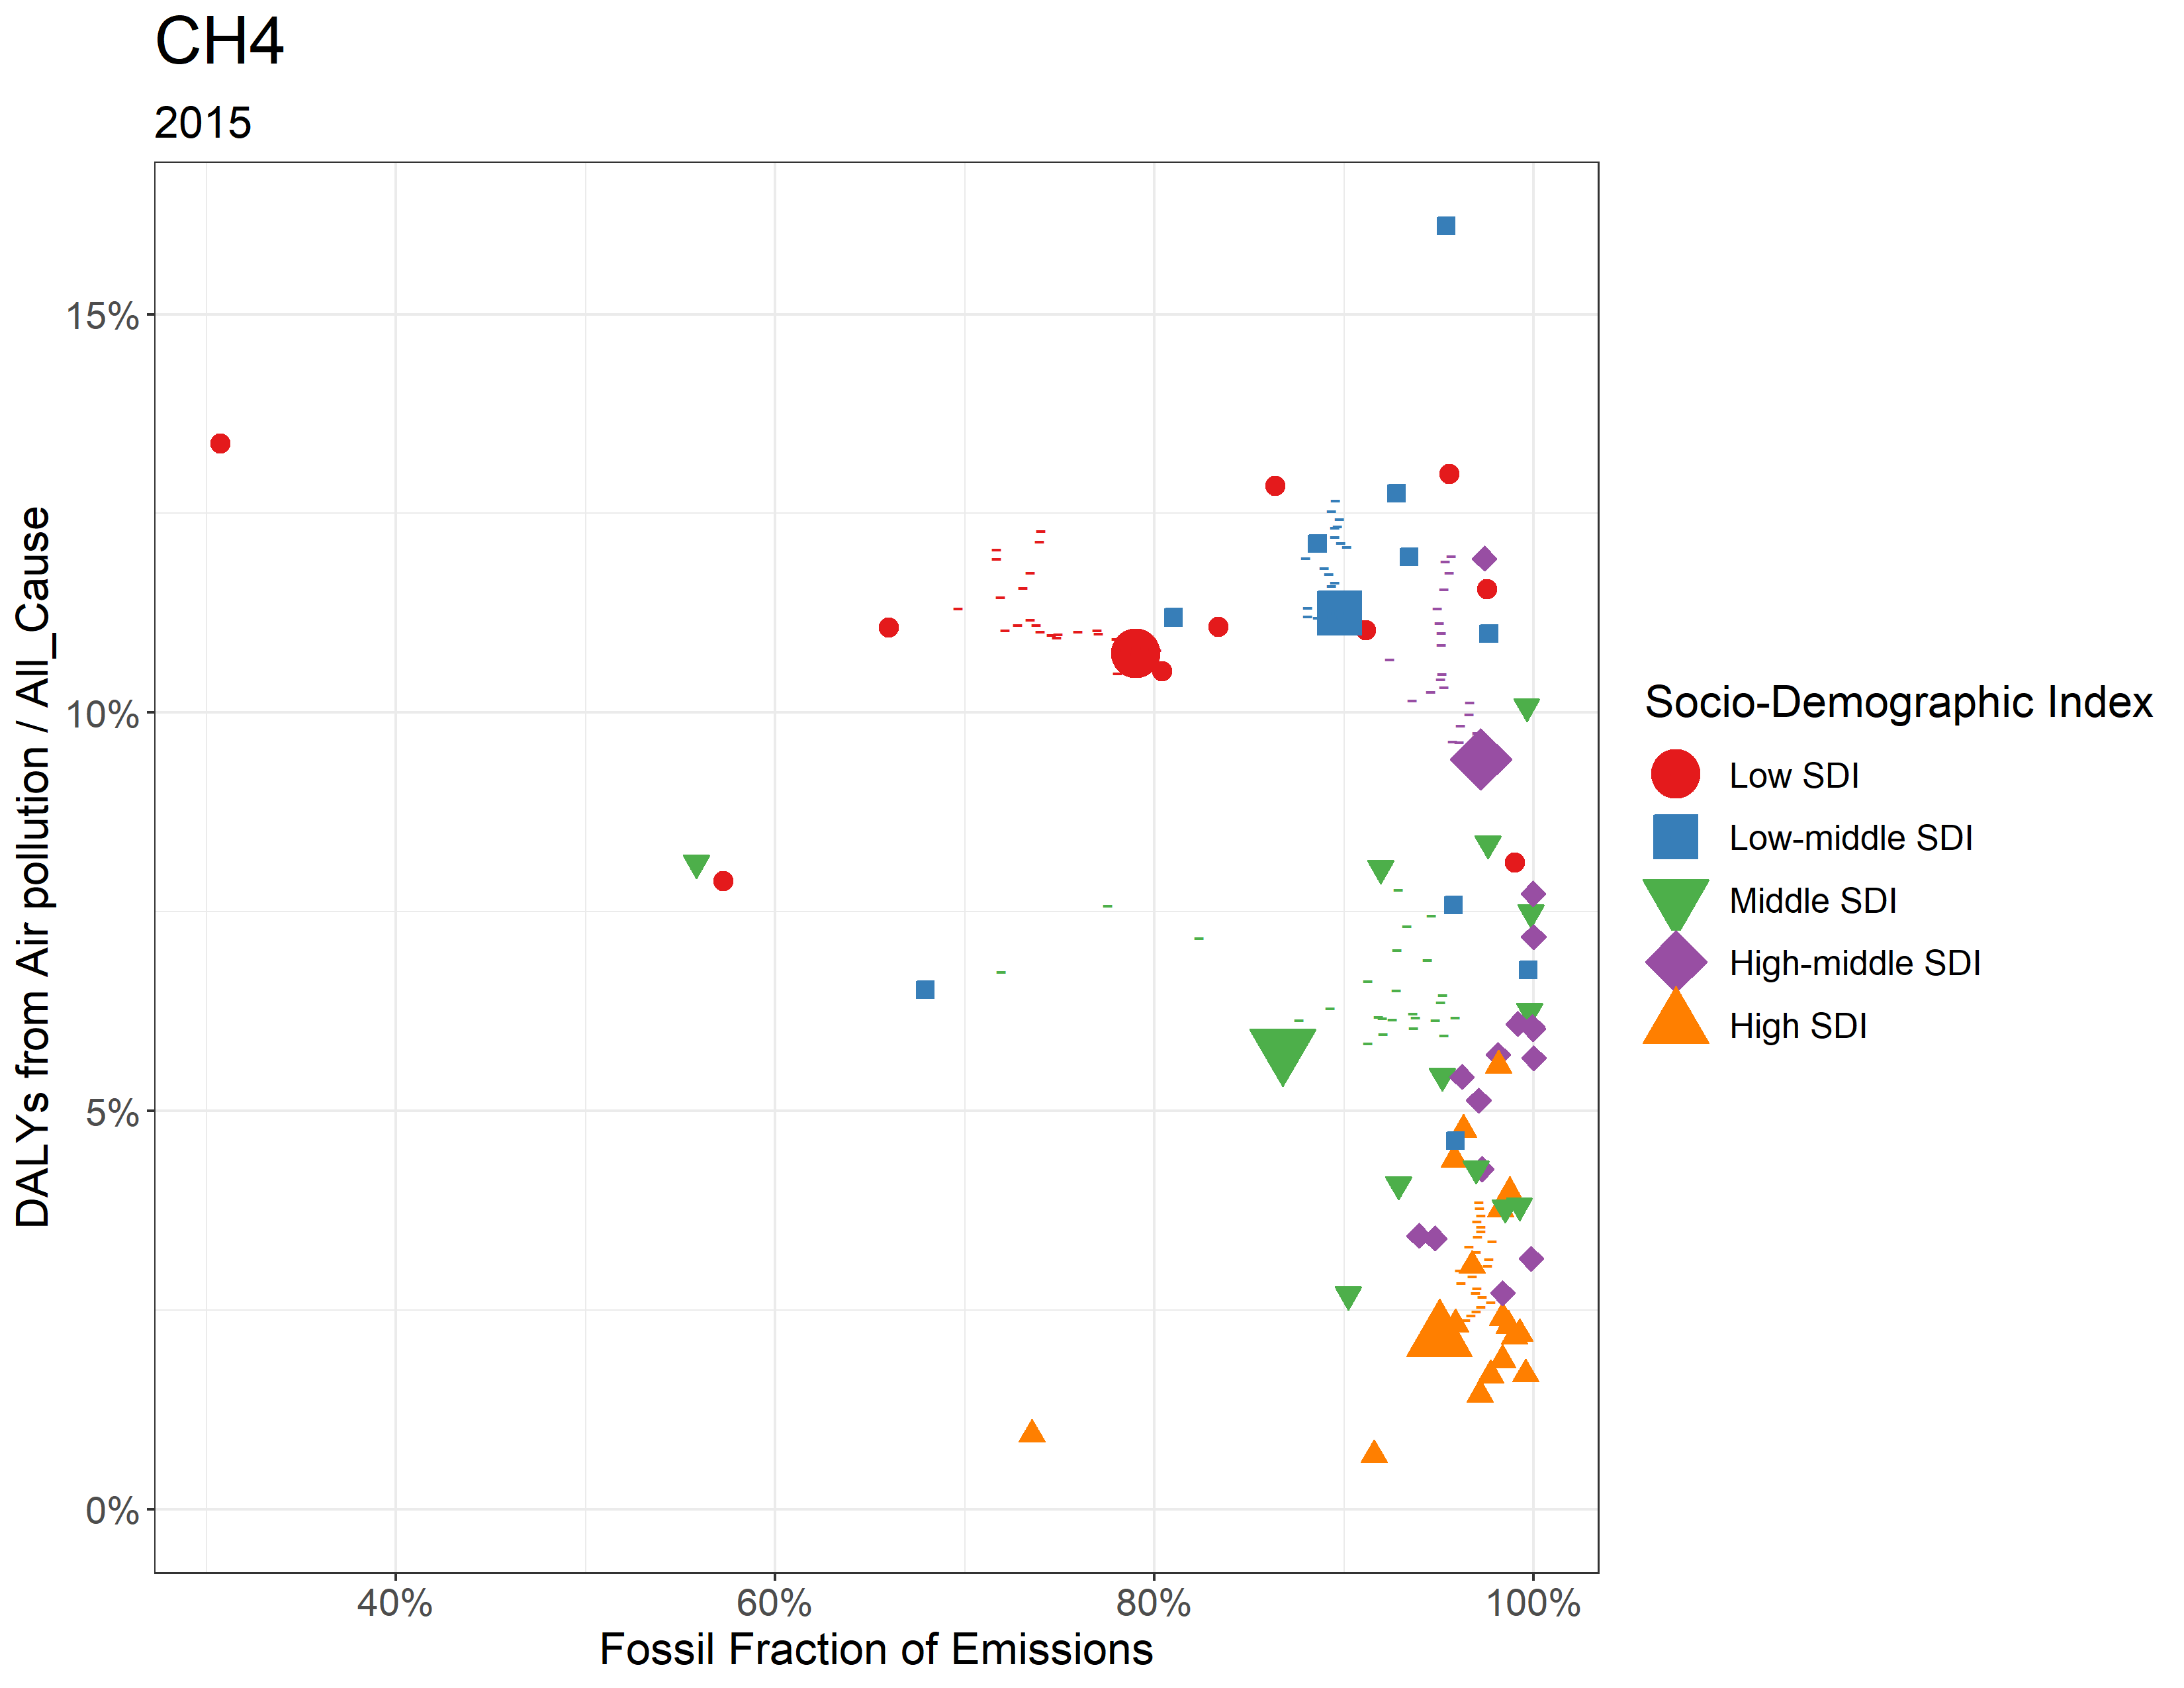 CH4
2015
DALYs from Air pollution / All_Cause
15%
10%
5%
0%
40%
60%
80%
100%
Fossil Fraction of Emissions
Socio-Demographic Index
Low SDI
Low-middle SDI
Middle SDI
High-middle SDI
High SDI